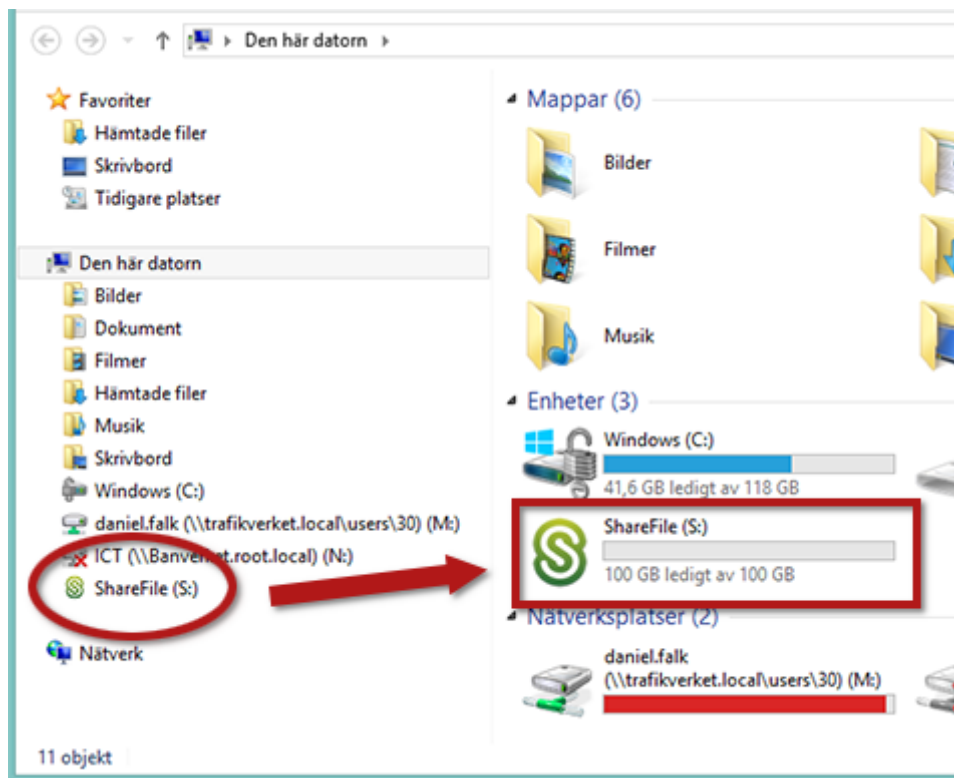 Den här datorn
Favoriter
Hämtade filer
Skrivbord
Tidigare platser
Den här datorn
Bilder
Dokument
Filmer
Hämtade filer
Musik
Skrivbord
Windows (C:)
daniel.falk (\\trafikverket.local\users\30) (M:)
ICT (\\Banverket.root.local) (N:)
ShareFile (S:)
Nätverk
Mappar (6)
Bilder
Filmer
Musik
Enheter (3)
Windows (C:)
41,6 GB ledigt av 118 GB
ShareFile (S:)
100 GB ledigt av 100 GB
Nätverksplatser (2)
daniel.falk
(\\trafikverket.local\users\30) (M:)
11 objekt